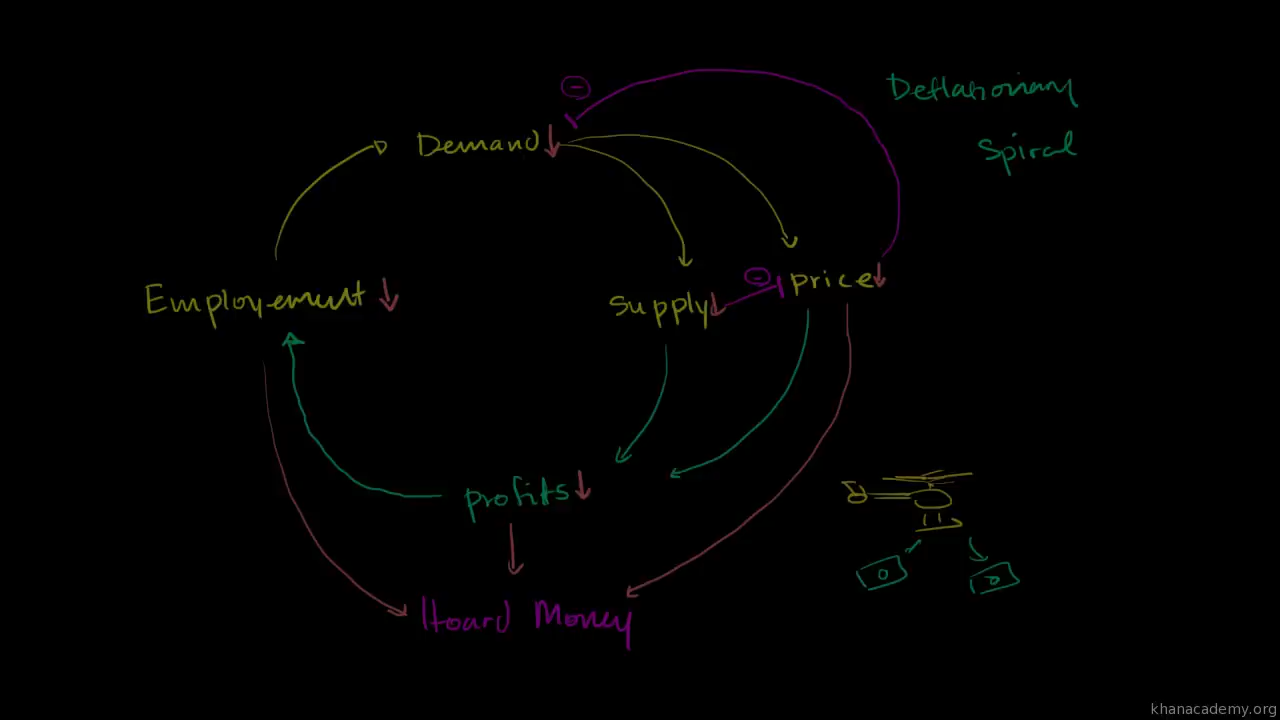 Deflationary
Spiral
Demand
Employement
Supply
price
profits
Hoard Money
khanacademy.org